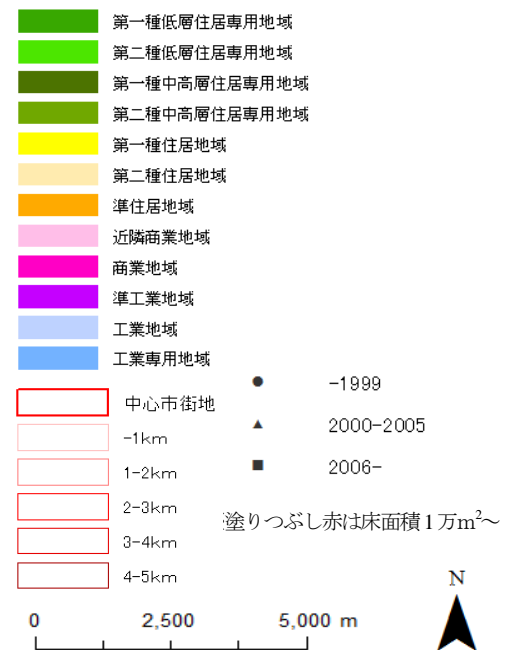 第一種低層住居専用地域
第二種低層住居専用地域
第一種中高層住居専用地域
第二種中高層住居専用地域
第一種住居地域
第二種住居地域
準住居地域
近隣商業地域
商業地域
準工業地域
工業地域
工業専用地域
中心市街地
-1km
1-2km
2-3km
3-4km
4-5km
-1999
2000-2005
2006-
※塗りつぶし赤は床面積1万m²~
N
0 2,500 5,000 m